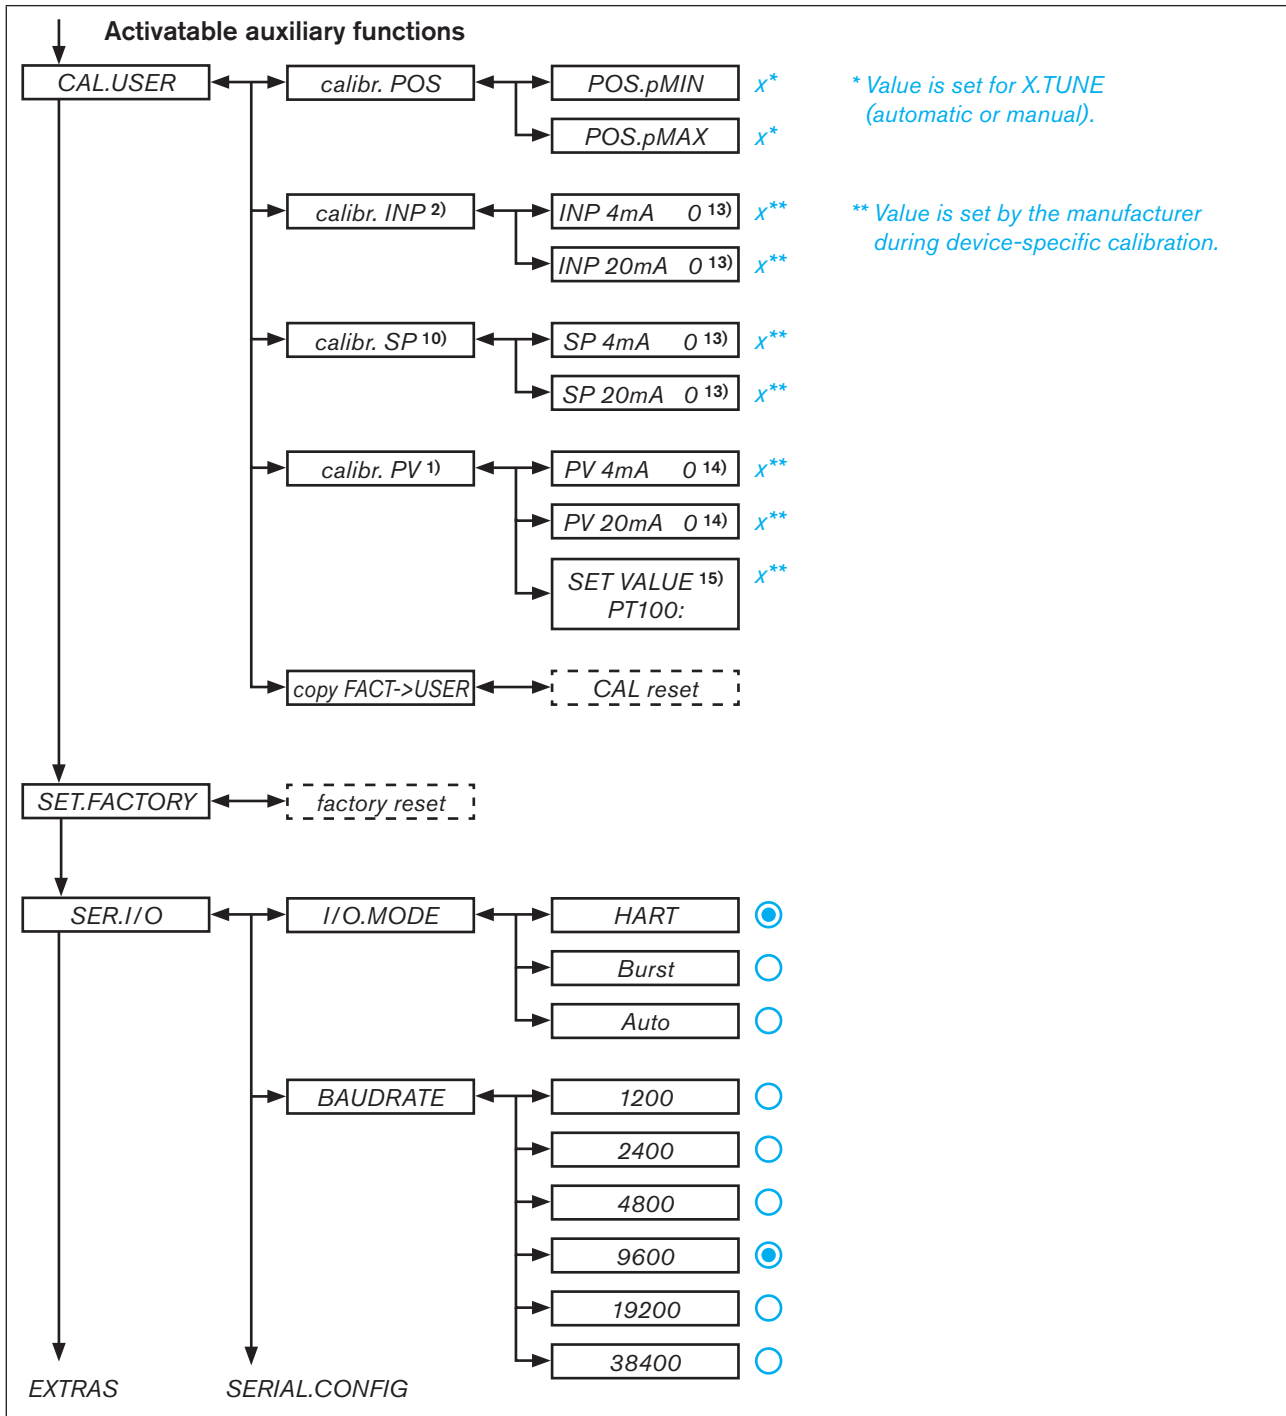 Activatable auxiliary functions
CAL.USER
calibr. POS
POS.pMIN
x*
* Value is set for X.TUNE
(automatic or manual).
POS.pMAX
x*
calibr. INP 2)
INP 4mA 0 13)
x**
** Value is set by the manufacturer
during device-specific calibration.
INP 20mA 0 13)
x**
calibr. SP 10)
SP 4mA 0 13)
x**
SP 20mA 0 13)
x**
calibr. PV 1)
PV 4mA 0 14)
x**
PV 20mA 0 14)
x**
SET VALUE 15)
PT100:
x**
copy FACT->USER
CAL reset
SET.FACTORY
factory reset
SER.I/O
I/O.MODE
HART
Burst
Auto
BAUDRATE
1200
2400
4800
9600
19200
38400
EXTRAS
SERIAL.CONFIG